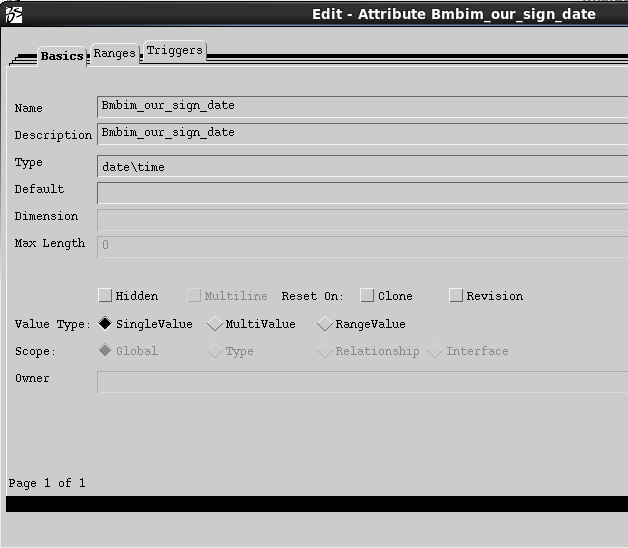 Edit - Attribute Bmbim_our_sign_date
Basics Ranges Triggers
Name Bmbim_our_sign_date
Description Bmbim_our_sign_date
Type date\time
Default
Dimension
Max Length 0
Hidden Multiline Reset On: Clone Revision
Value Type: SingleValue MultiValue RangeValue
Scope: Global Type Relationship Interface
Owner
Page 1 of 1